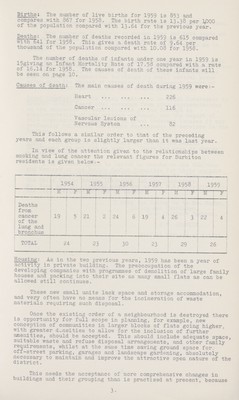 Births: The number of live births for 1959 is 853 and
compares with 867 for 1958. The birth rate is 13.30 per 1000
of the population compared with 13.64 for the previous year.
Deaths: The number of deaths recorded in 1959 is 615 compared
with 641 for 1958. This gives a death rate of 9.64 per
thousand of the population compared with 10.08 for 1958.
The number of deaths of infants under one year in 1959 is
15 giving an Infant Mortality Rate of 17.58 compared with a rate
of 16.14 for 1958. The causes of death of these infants will
be seen on page 18.
Causes of death: The main causes of death during 1959 were:-
Heart ... ... ... 226
Cancer ... ... ... 116
Vascular lesions of
Nervous System ... 92
This follows a similar order to that of the preceding
years and each group is slightly larger than it was last year.
In view of the attention given to the relationships between
smoking and lung cancer the relevant figures for Surbiton
residents is given below:-
1954 1955 1956 1957 1958 1959
M F M F M F M F M F M F
Deaths
from
cancer
of the
lung and
bronchus
19 5 21 2 24 6 19 4 26 3 22 4
TOTAL 24 23 30 23 29 26
Housing: As in the two previous years, 1959 has been a year of
activity in private building. The preoccupation of the
developing companies with programmes of demolition of large family
houses and packing into their site as many small flats as can be
allowed still continues.
These new small units lack space and storage accommodation,
and very often have no means for the incineration of waste
materials requiring such disposal.
Once the existing order of a neighbourhood is destroyed there
is opportunity for full scope in planning, for example, new
conception of communities in larger blocks of flats going higher,
with greater densities to allow for the inclusion of further
amenities, should be accepted. This should include adequate space,
suitable waste and refuse disposal arrangements, and other family
requirements, whilst at the same time saving ground space for
off-street parking, garages and landscape gardening, absolutely
necessary to maintain and improve the attractive open nature of the
district.
This needs the acceptance of more comprehensive changes in
buildings and their grouping than is practised at present, because